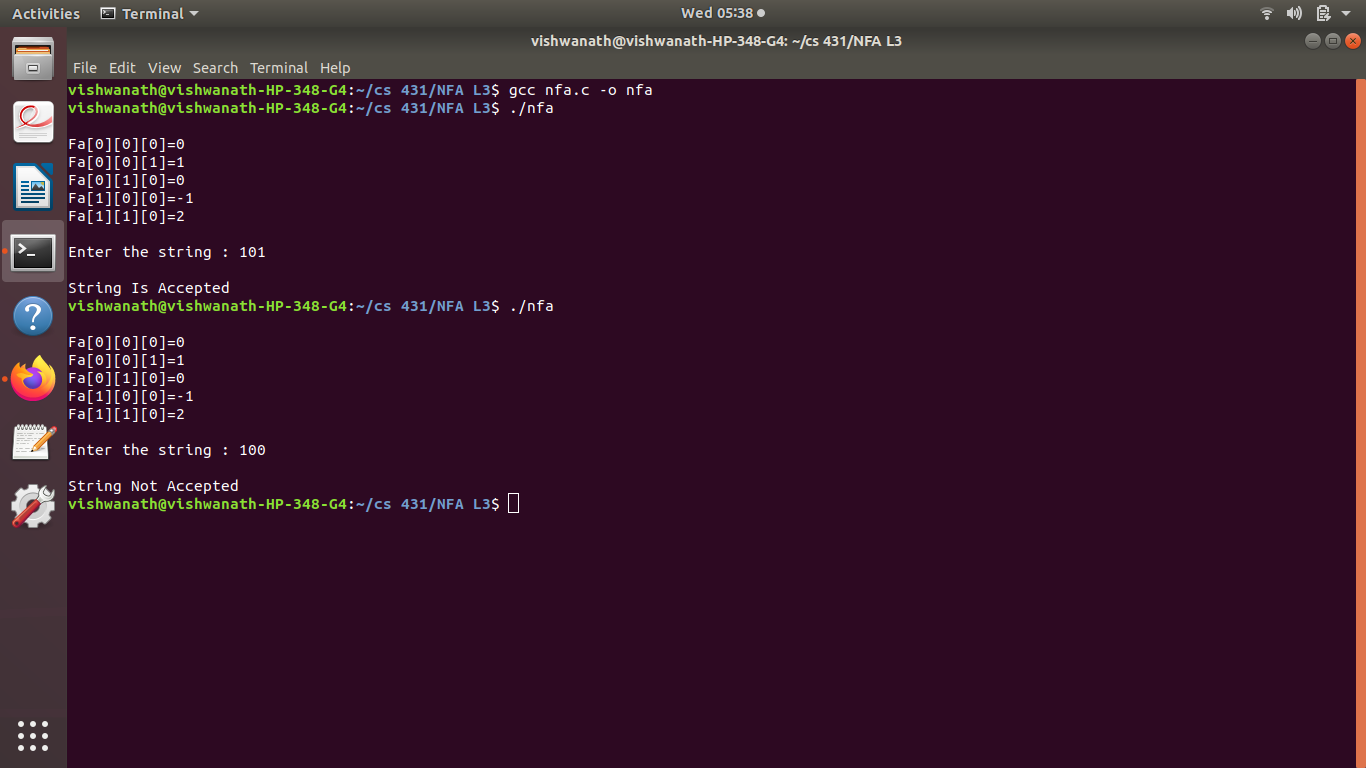 Activities Terminal Wed 05:38
vishwanath@vishwanath-HP-348-G4: ~/cs 431/NFA L3
File Edit View Search Terminal Help
vishwanath@vishwanath-HP-348-G4:~/cs 431/NFA L3$ gcc nfa.c -o nfa
vishwanath@vishwanath-HP-348-G4:~/cs 431/NFA L3$ ./nfa
Fa[0][0][0]=0
Fa[0][0][1]=1
Fa[0][1][0]=0
Fa[1][0][0]=-1
Fa[1][1][0]=2
Enter the string : 101
String Is Accepted
vishwanath@vishwanath-HP-348-G4:~/cs 431/NFA L3$ ./nfa
Fa[0][0][0]=0
Fa[0][0][1]=1
Fa[0][1][0]=0
Fa[1][0][0]=-1
Fa[1][1][0]=2
Enter the string : 100
String Not Accepted
vishwanath@vishwanath-HP-348-G4:~/cs 431/NFA L3$